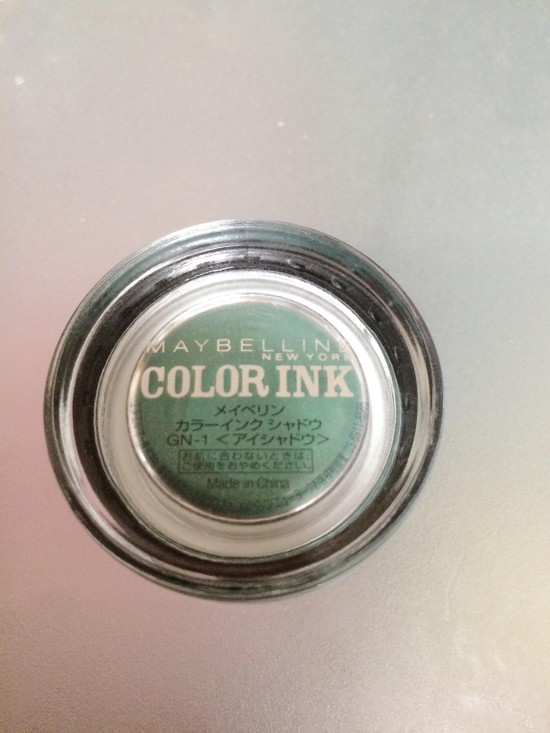 MAYBELLINE
NEW YORK
COLOR INK
メイベリン
カラーインク シャドウ
GN-1 <アイシャドウ>
お肌に合わないときは、
ご使用をおやめください。
Made in China